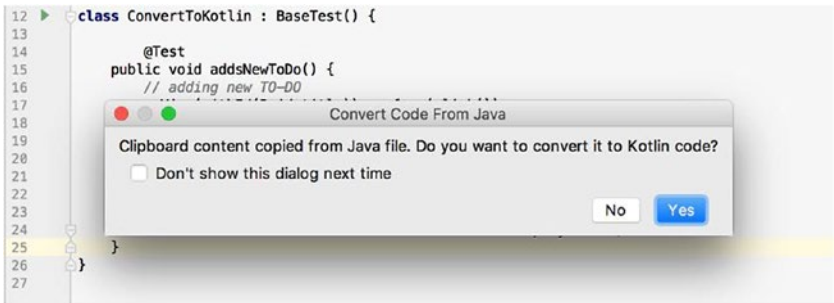 12 class ConvertToKotlin : BaseTest() {
13
14 @Test
15 public void addsNewToDo() {
16 // adding new TO-DO
17
18
19
20
21
22
23
24
25 }
26 }
27
Convert Code From Java
Clipboard content copied from Java file. Do you want to convert it to Kotlin code?
Don't show this dialog next time
No Yes